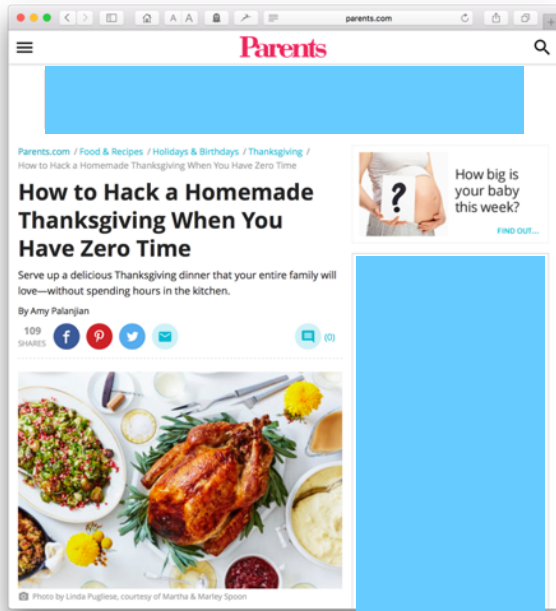 A A
parents.com
Parents
Parents.com / Food & Recipes / Holidays & Birthdays / Thanksgiving /
How to Hack a Homemade Thanksgiving When You Have Zero Time
How to Hack a Homemade
Thanksgiving When You
Have Zero Time
Serve up a delicious Thanksgiving dinner that your entire family will
love—without spending hours in the kitchen.
By Amy Palanjian
109
SHARES
f
(0)
Photo by Linda Pugliese, courtesy of Martha & Marley Spoon
?
How big is
your baby
this week?
FIND OUT...